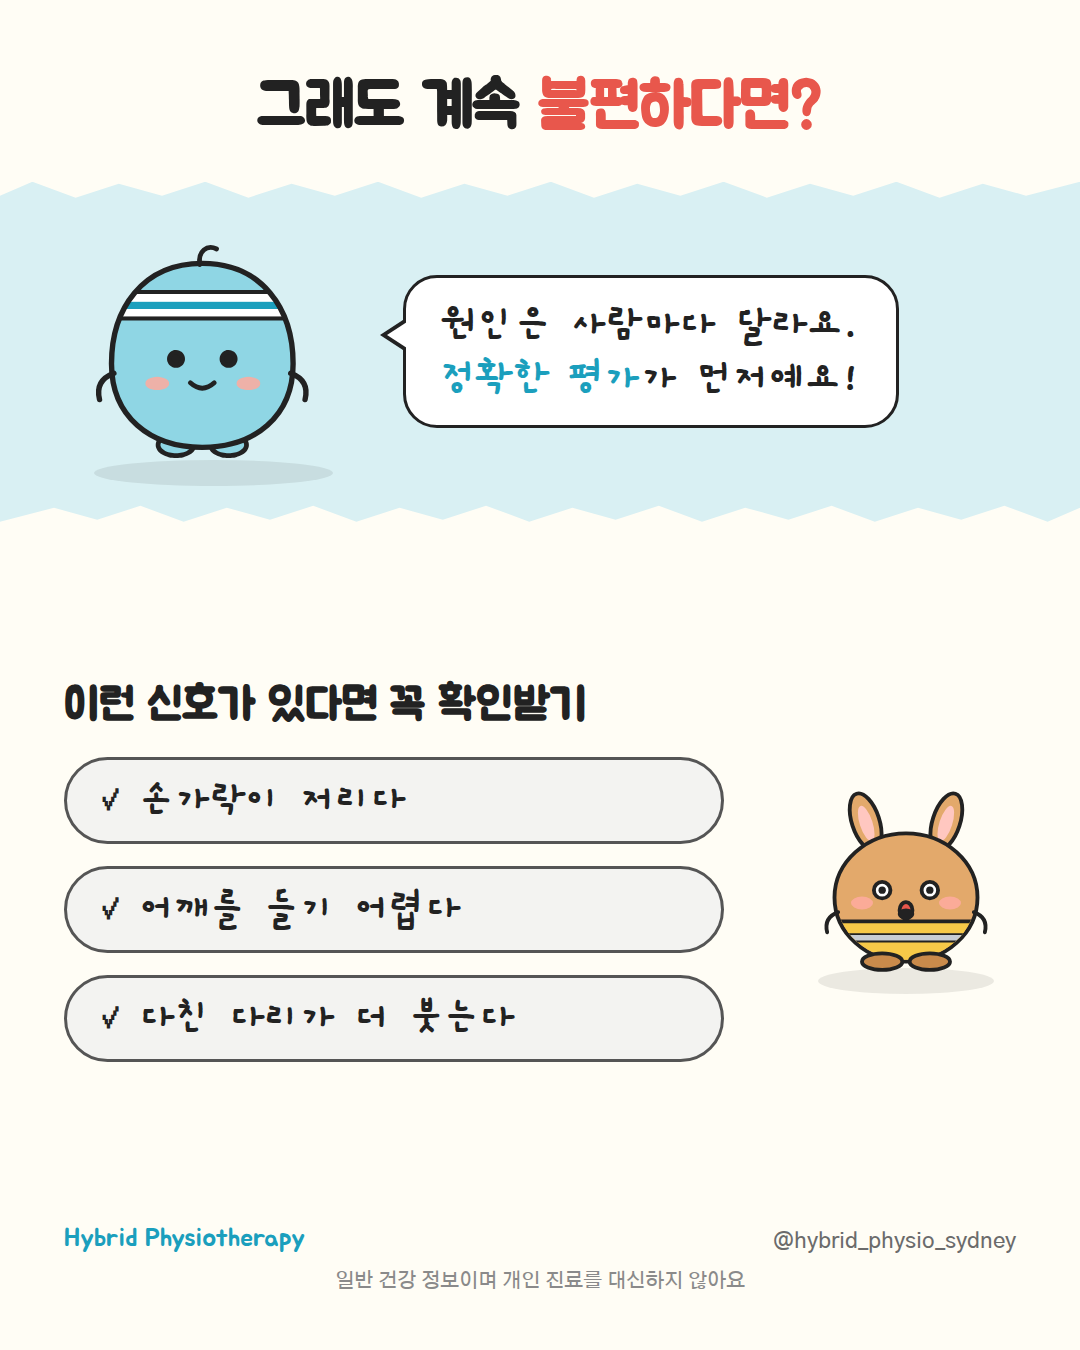 그래도 계속 불편하다면?
원인은 사람마다 달라요.
정확한 평가가 먼저예요!
이런 신호가 있다면 꼭 확인받기
✓ 손가락이 저리다
✓ 어깨를 들기 어렵다
✓ 다친 다리가 더 붓는다
Hybrid Physiotherapy
@hybrid_physio_sydney
일반 건강 정보이며 개인 진료를 대신하지 않아요